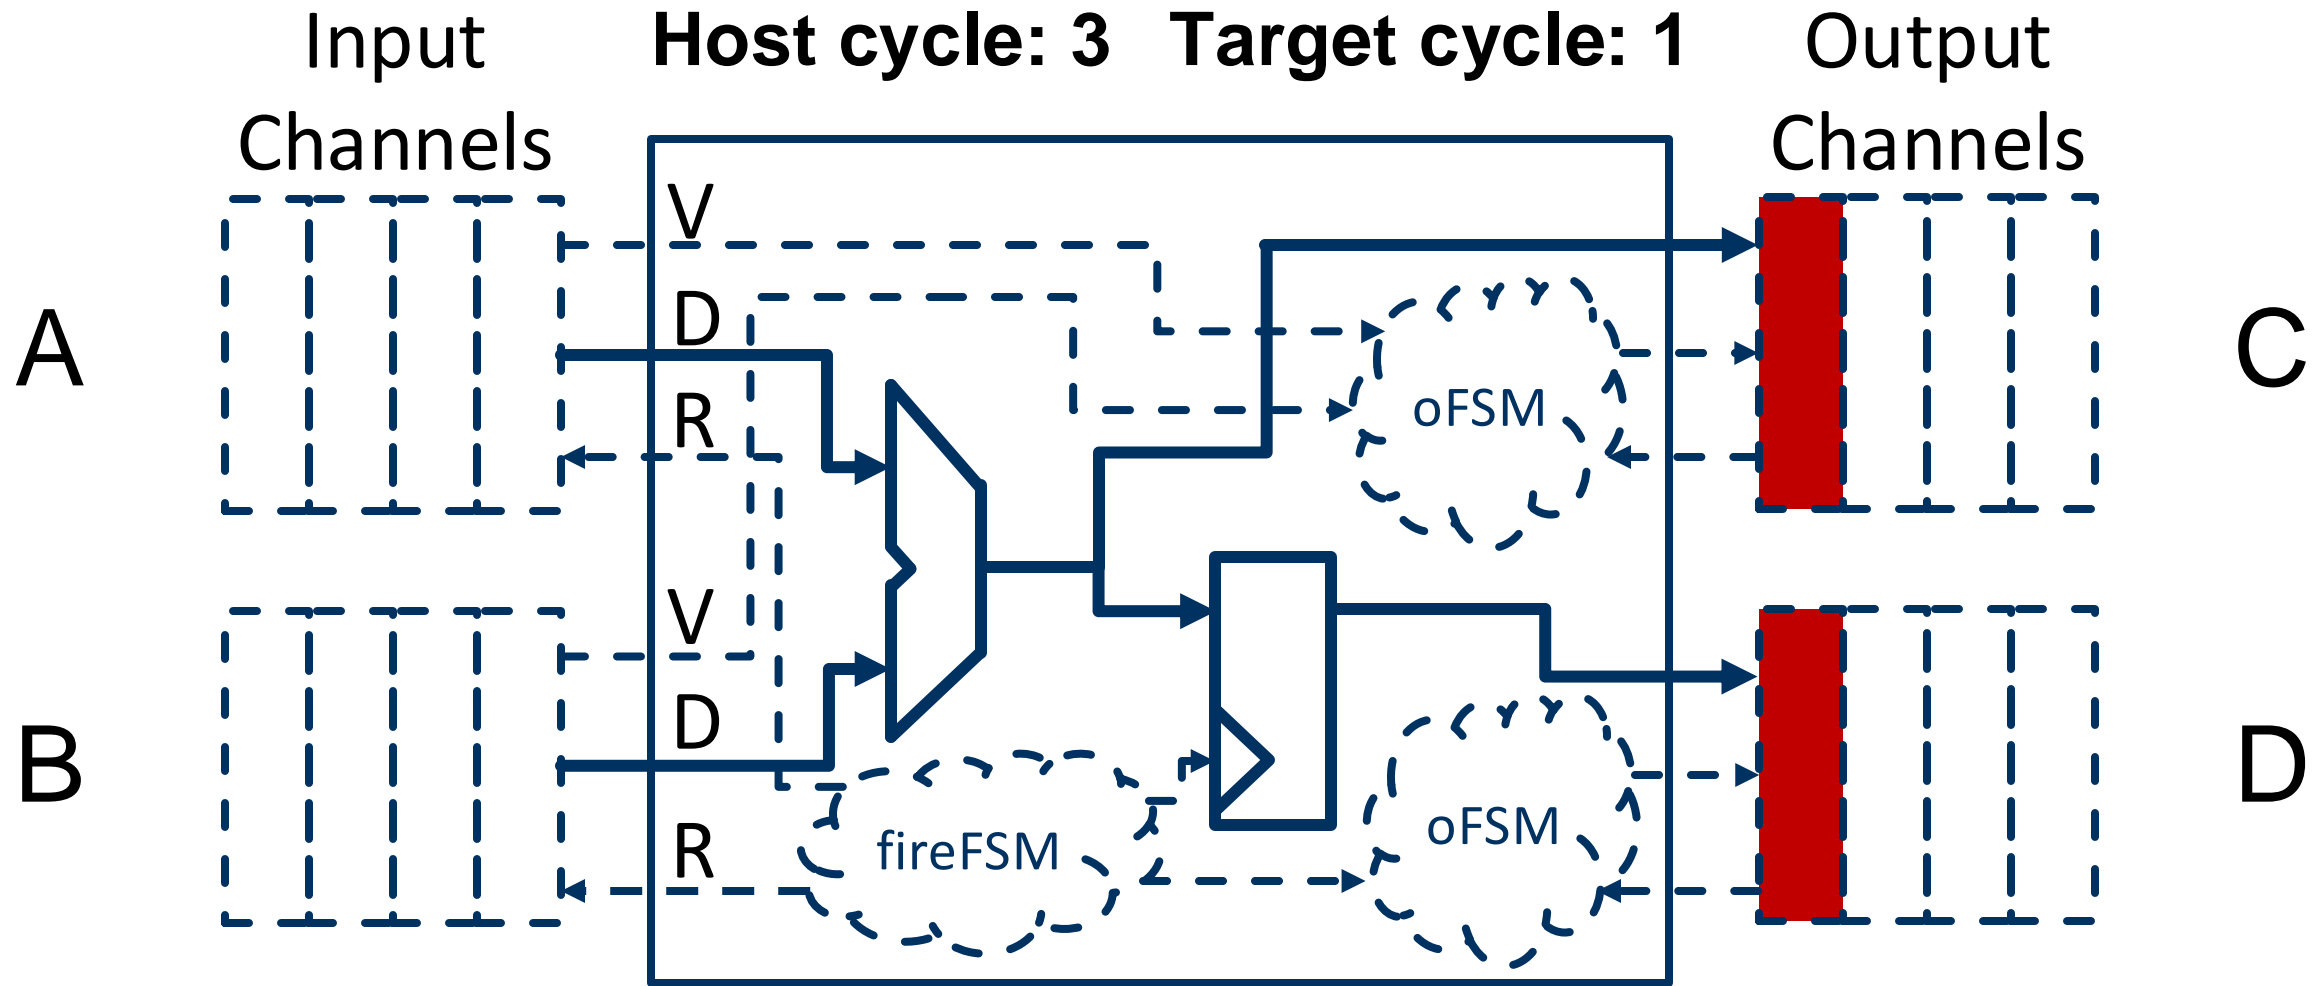 Input
Channels
Host cycle: 3 Target cycle: 1
Output
Channels
V
D
R
A
oFSM
C
V
D
R
B
fireFSM
oFSM
D